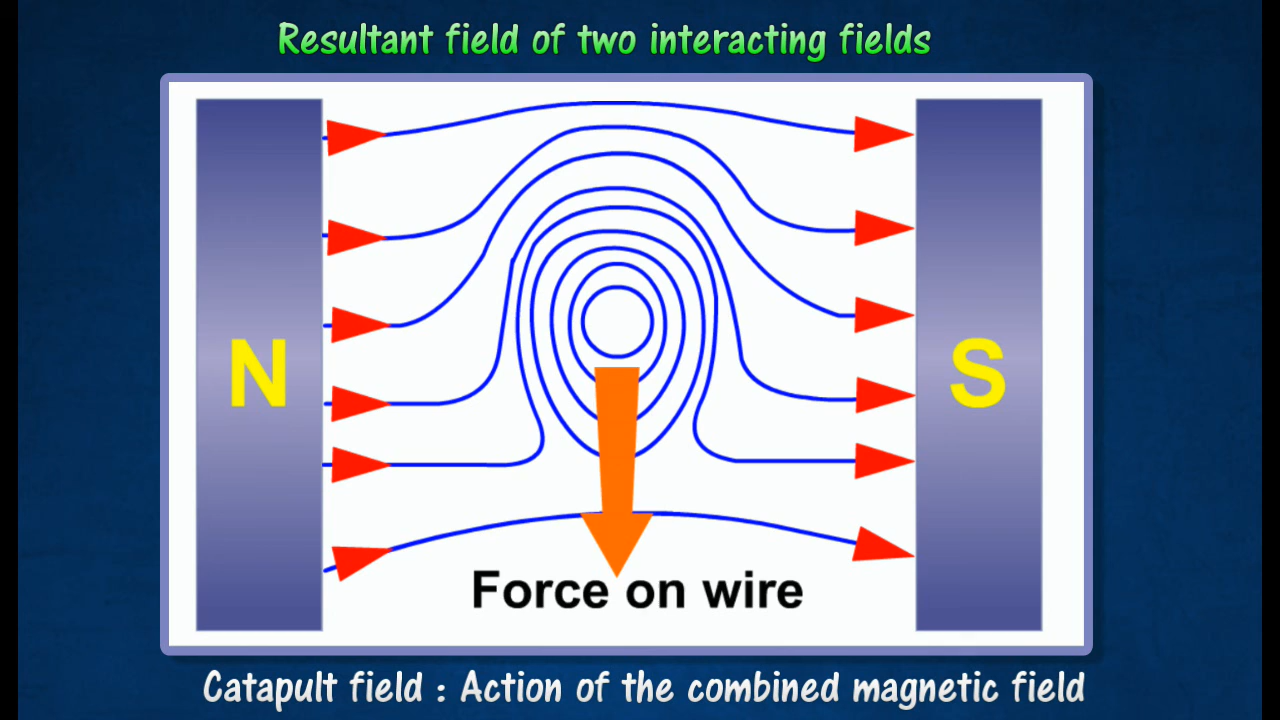 Resultant field of two interacting fields
N
S
Force on wire
Catapult field : Action of the combined magnetic field